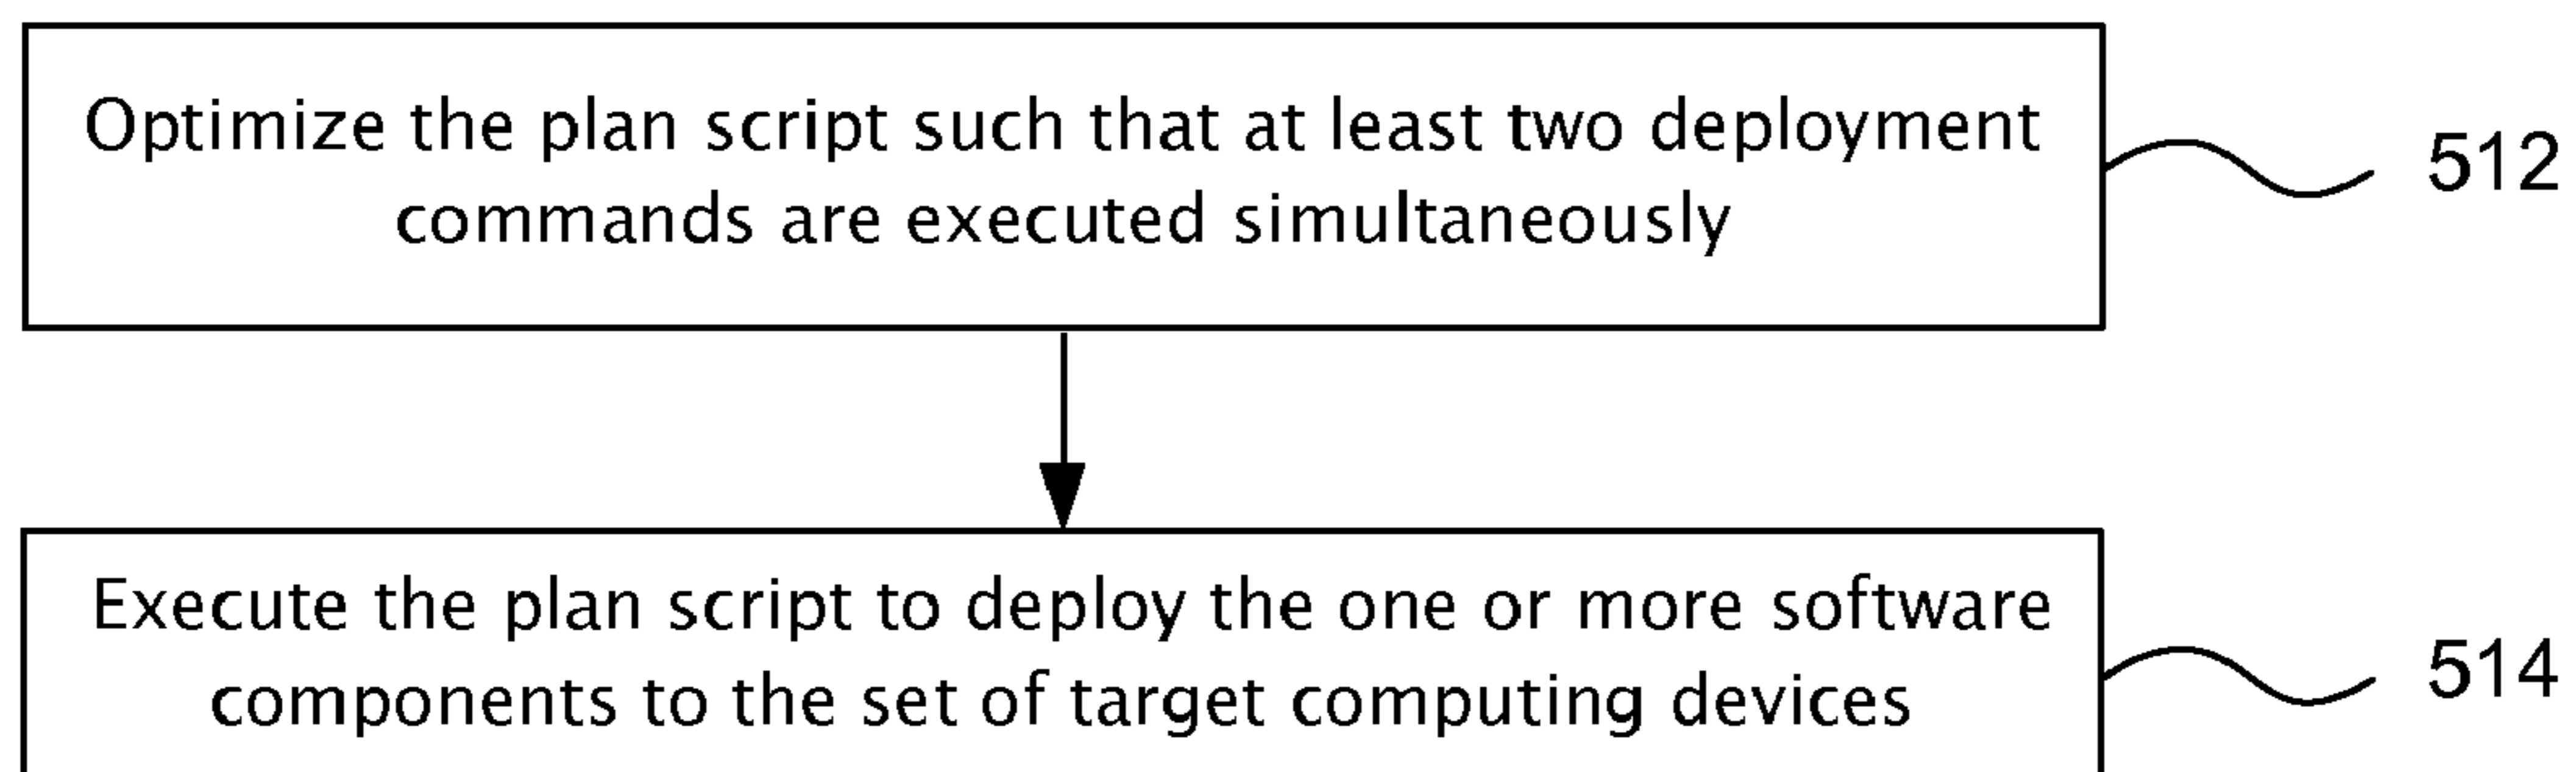 Optimize the plan script such that at least two deployment
commands are executed simultaneously
512
Execute the plan script to deploy the one or more software
components to the set of target computing devices
514